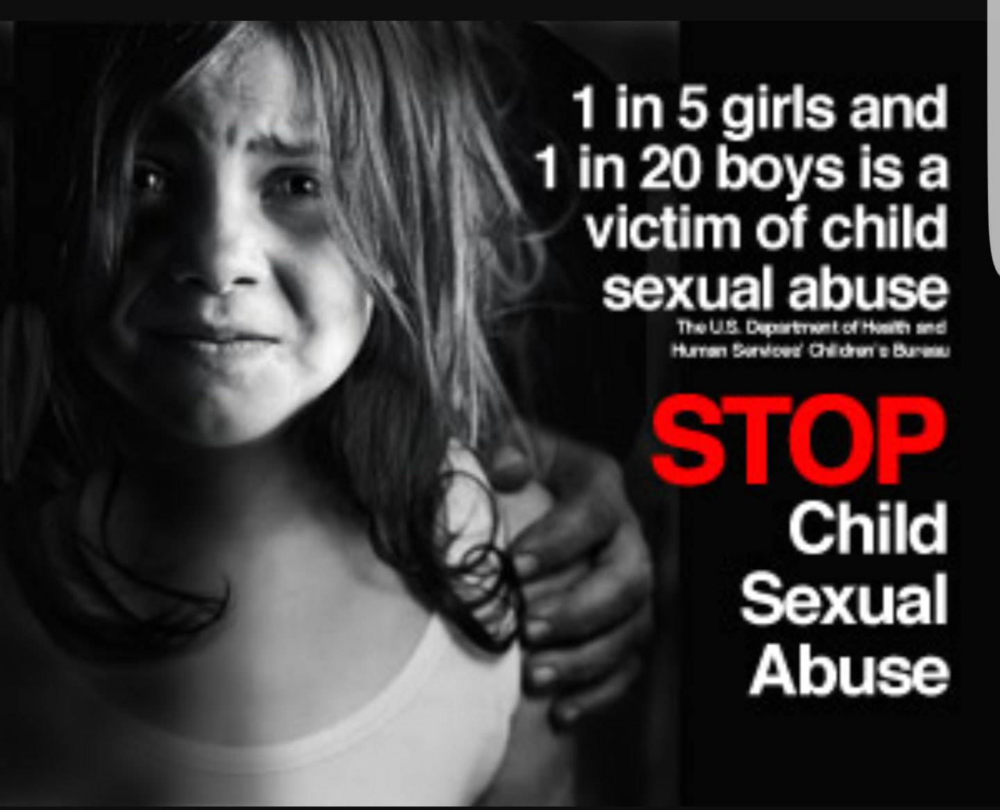 1 in 5 girls and
1 in 20 boys is a
victim of child
sexual abuse
The U.S. Department of Health and
Human Services' Children's Bureau
STOP
Child
Sexual
Abuse